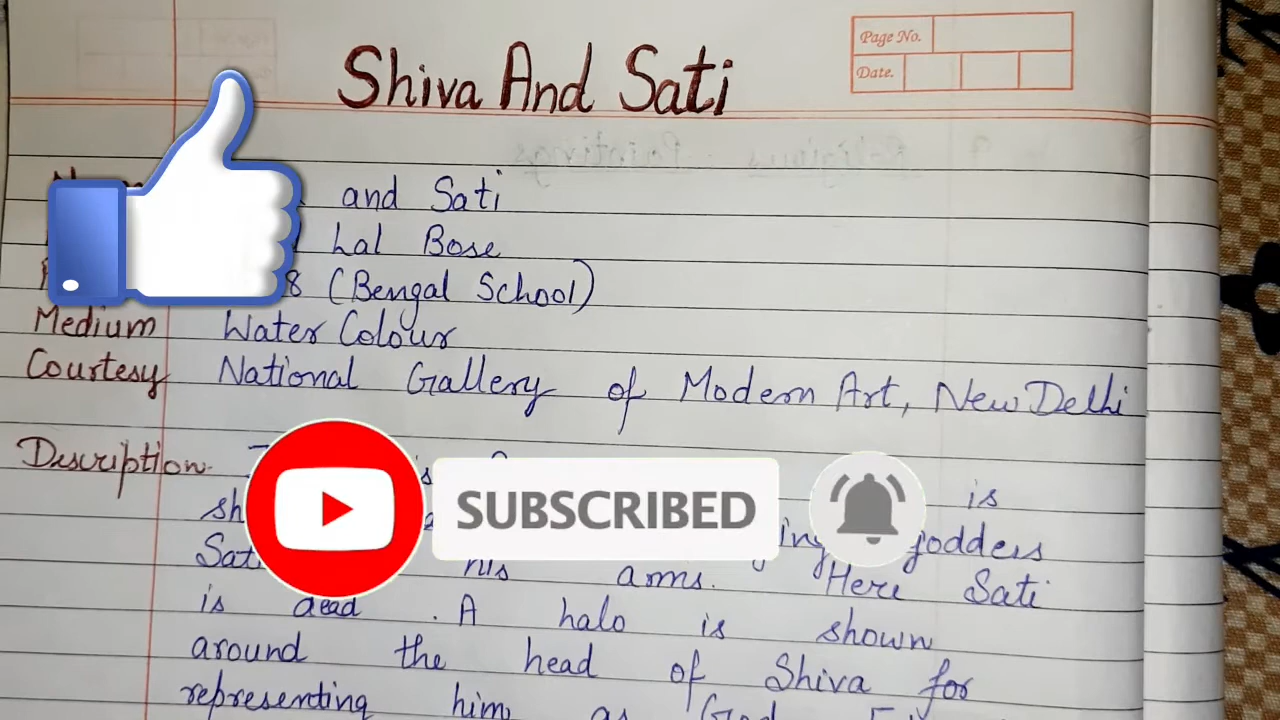 Shiva And Sati
Page No.
Date.
and Sati
Lal Bose
8 (Bengal School)
Medium Water Colour
Courtesy National Gallery of Modern Art, New Delhi
Description is
SUBSCRIBED
goddess
his arms. Here Sati
is dead. A halo is shown
around the head of Shiva for
representing him as God